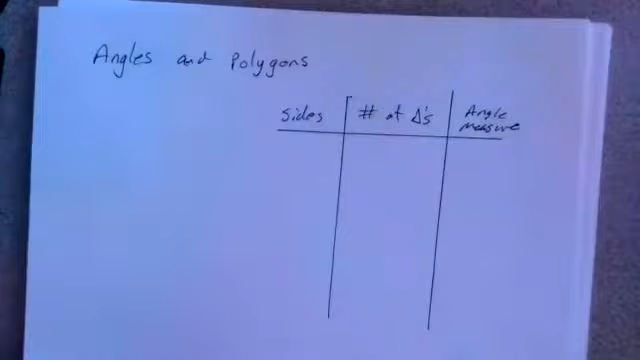 Angles and Polygons
Sides
# of Δ's
Angle
measure